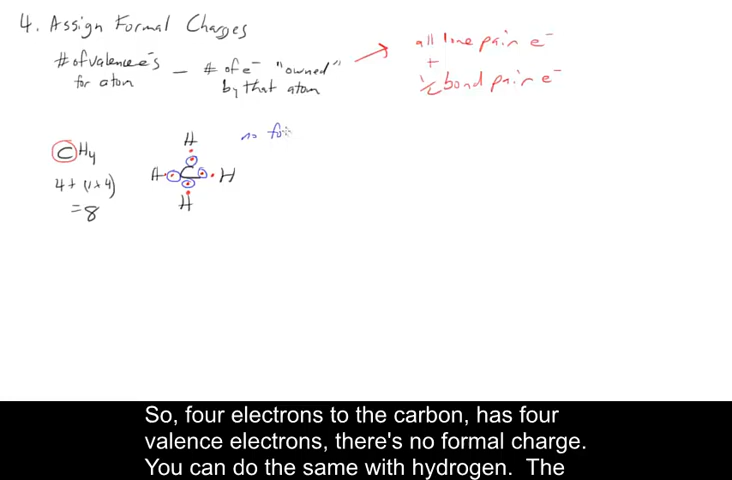 4. Assign Formal Charges
# of valence e⁻s
for atom
–
# of e⁻ "owned"
by that atom
all lone pair e⁻
+
1/2 bond pair e⁻
CH4
4 + (1x4)
= 8
H
H C H
H
no fo
So, four electrons to the carbon, has four
valence electrons, there's no formal charge.
You can do the same with hydrogen. The